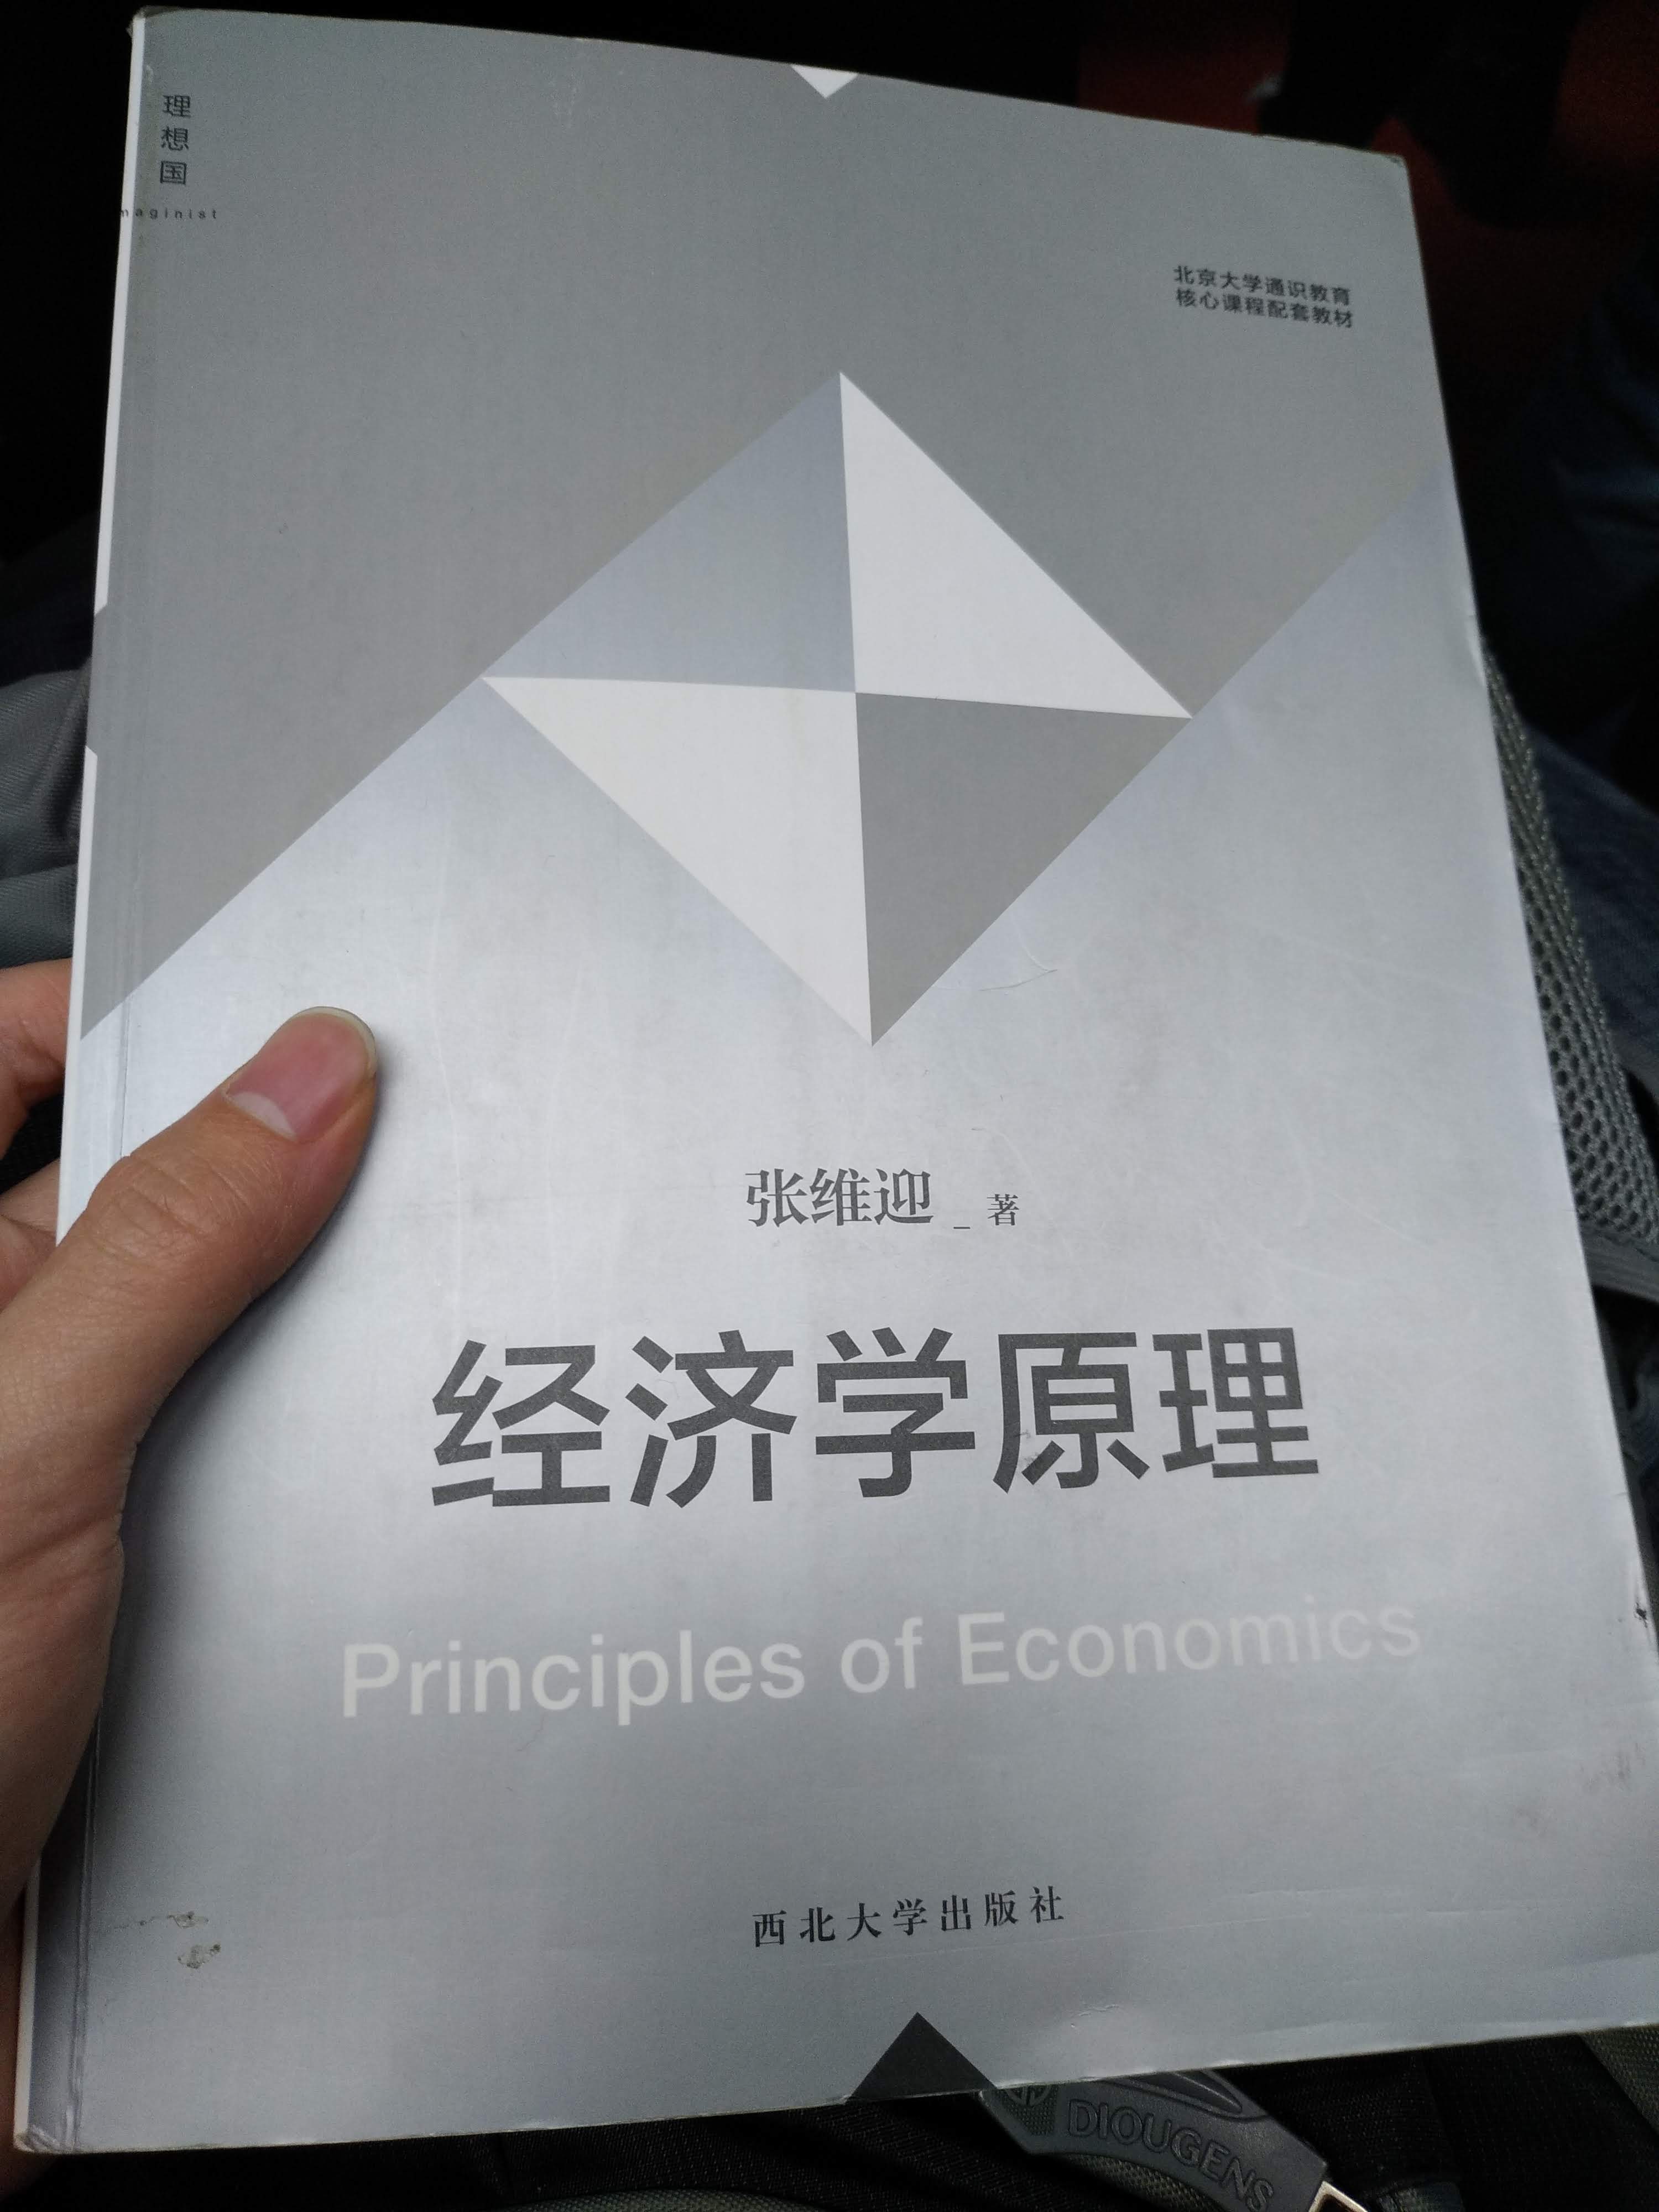 理想国
maginist
北京大学通识教育
核心课程配套教材
张维迎 _ 著
经济学原理
Principles of Economics
西北大学出版社
DIOUGENS